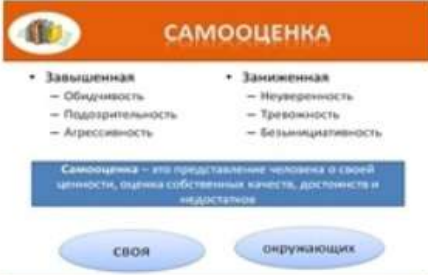 САМООЦЕНКА
• Завышенная
– Обидчивость
– Подозрительность
– Агрессивность
• Заниженная
– Неуверенность
– Тревожность
– Безынициативность
Самооценка – это представление человека о своей
ценности, оценка собственных качеств, достоинств и
недостатков
своя
окружающих